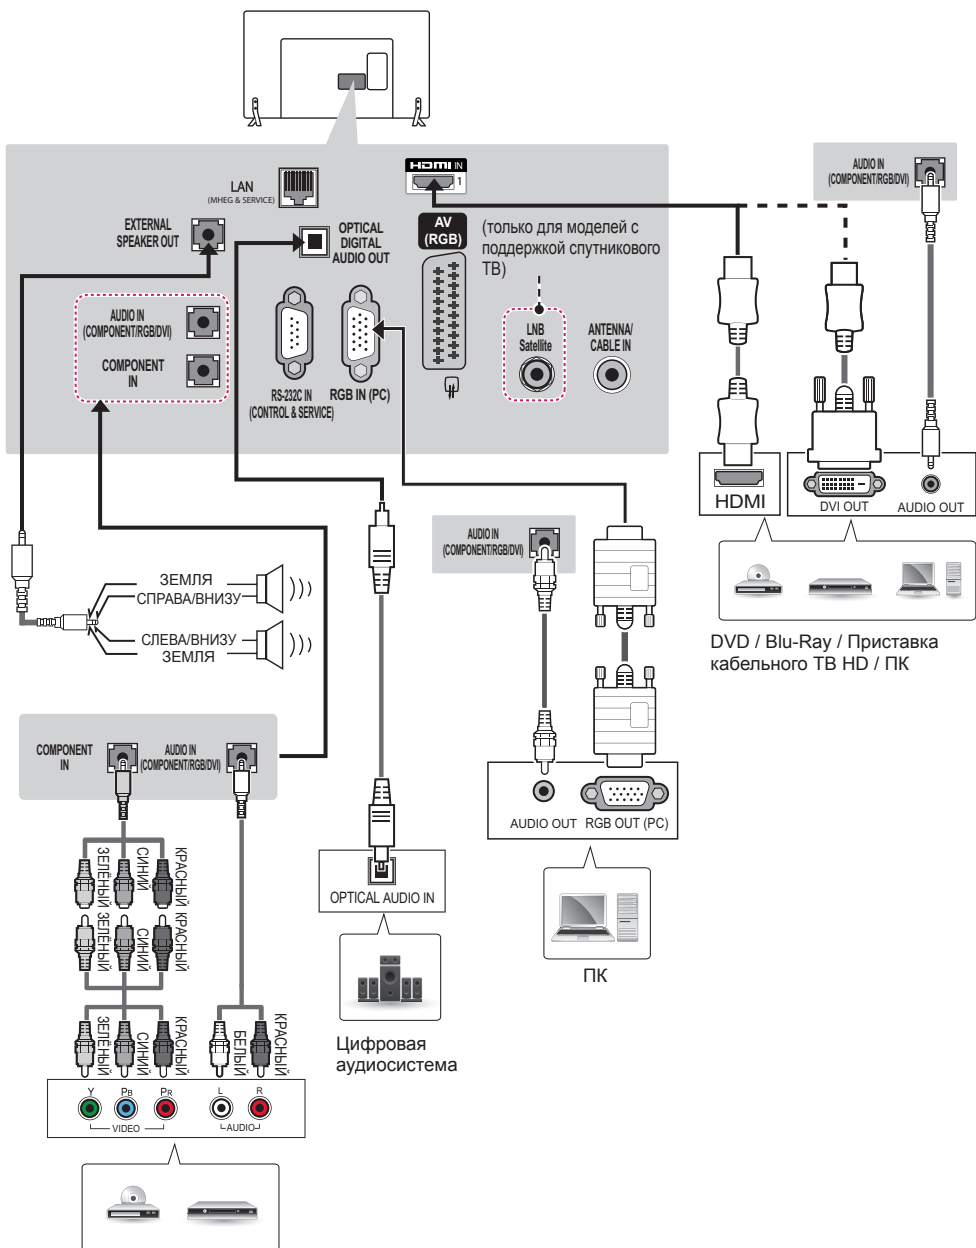 HDMI IN
1
LAN
(MHEG & SERVICE)
EXTERNAL
SPEAKER OUT
OPTICAL
DIGITAL
AUDIO OUT
AV
(RGB)
(только для моделей с
поддержкой спутникового
ТВ)
AUDIO IN
(COMPONENT/RGB/DVI)
COMPONENT
IN
RS-232C IN
(CONTROL & SERVICE)
RGB IN (PC)
LNB
Satellite
ANTENNA/
CABLE IN
AUDIO IN
(COMPONENT/RGB/DVI)
HDMI
DVI OUT
AUDIO OUT
DVD / Blu-Ray / Приставка
кабельного ТВ HD / ПК
ЗЕМЛЯ
СПРАВА/ВНИЗУ
СЛЕВА/ВНИЗУ
ЗЕМЛЯ
AUDIO IN
(COMPONENT/RGB/DVI)
AUDIO OUT
RGB OUT (PC)
ПК
COMPONENT
IN
AUDIO IN
(COMPONENT/RGB/DVI)
OPTICAL AUDIO IN
Цифровая
аудиосистема
ЗЕЛЁНЫЙ
СИНИЙ
КРАСНЫЙ
ЗЕЛЁНЫЙ
СИНИЙ
КРАСНЫЙ
ЗЕЛЁНЫЙ
СИНИЙ
КРАСНЫЙ
БЕЛЫЙ
КРАСНЫЙ
Y
PB
PR
L
R
VIDEO
AUDIO